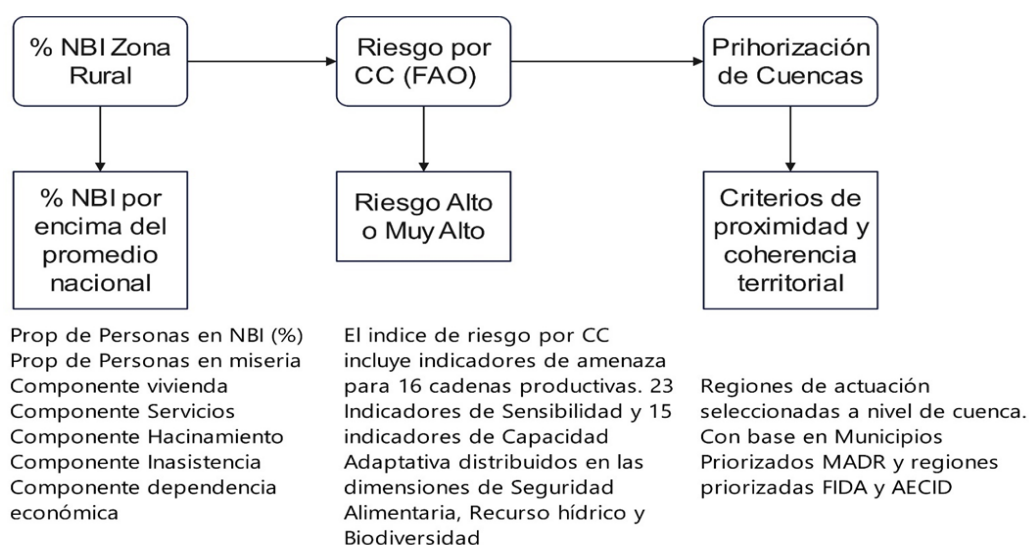 % NBI Zona
Rural
Riesgo por
CC (FAO)
Prihorización
de Cuencas
% NBI por
encima del
promedio
nacional
Riesgo Alto
o Muy Alto
Criterios de
proximidad y
coherencia
territorial
Prop de Personas en NBI (%)
Prop de Personas en miseria
Componente vivienda
Componente Servicios
Componente Hacinamiento
Componente Inasistencia
Componente dependencia
económica
El indice de riesgo por CC
incluye indicadores de amenaza
para 16 cadenas productivas. 23
Indicadores de Sensibilidad y 15
indicadores de Capacidad
Adaptativa distribuidos en las
dimensiones de Seguridad
Alimentaria, Recurso hídrico y
Biodiversidad
Regiones de actuación
seleccionadas a nivel de cuenca.
Con base en Municipios
Priorizados MADR y regiones
priorizadas FIDA y AECID